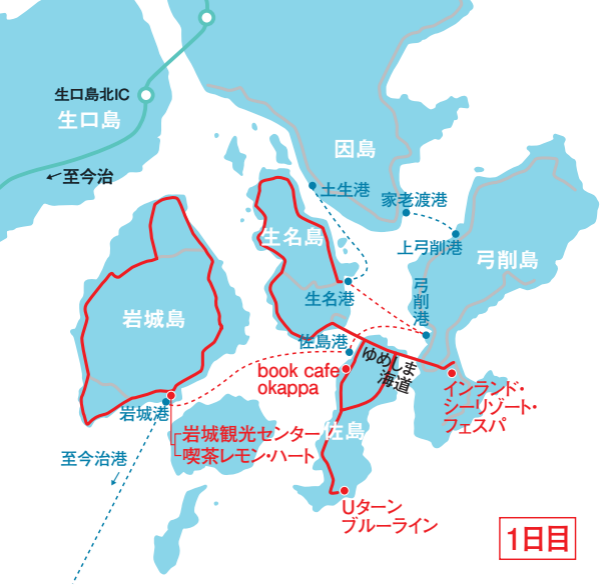 生口島北IC
生口島
←至今治
因島
土生港
家老渡港
上弓削港
弓削島
生名島
生名港
弓削港
岩城島
佐島港
ゆめしま
海道
book cafe
okappa
インランド・
シーリゾート・
フェスパ
岩城港
岩城観光センター
喫茶レモン・ハート
佐島
至今治港
Uターン
ブルーライン
1日目